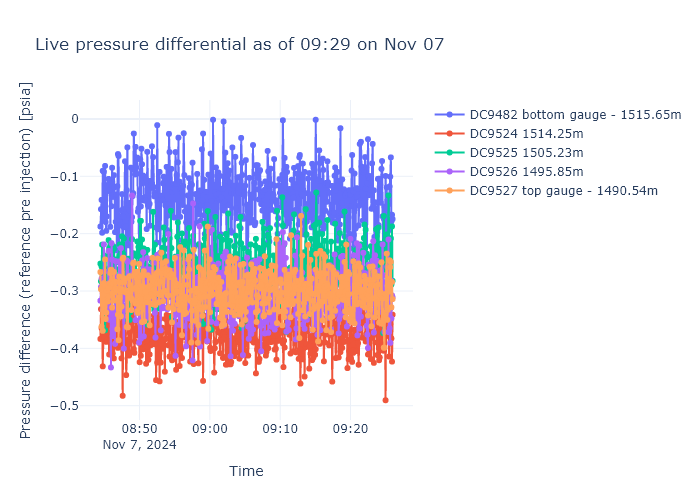 Live pressure differential as of 09:29 on Nov 07
Pressure difference (reference pre injection) [psia]
0
−0.1
−0.2
−0.3
−0.4
−0.5
08:50
Nov 7, 2024
09:00
09:10
09:20
Time
DC9482 bottom gauge - 1515.65m
DC9524 1514.25m
DC9525 1505.23m
DC9526 1495.85m
DC9527 top gauge - 1490.54m